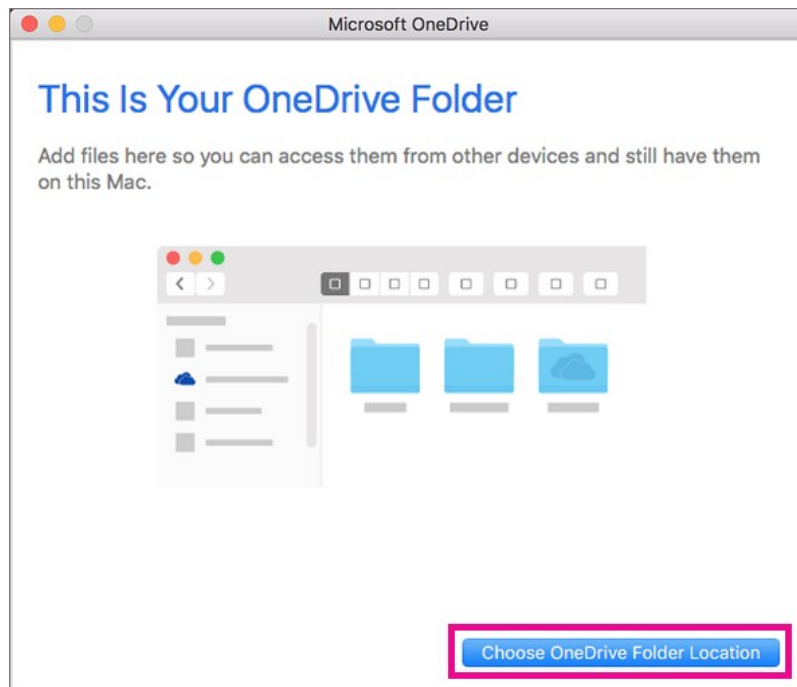 Microsoft OneDrive
This Is Your OneDrive Folder
Add files here so you can access them from other devices and still have them
on this Mac.
Choose OneDrive Folder Location